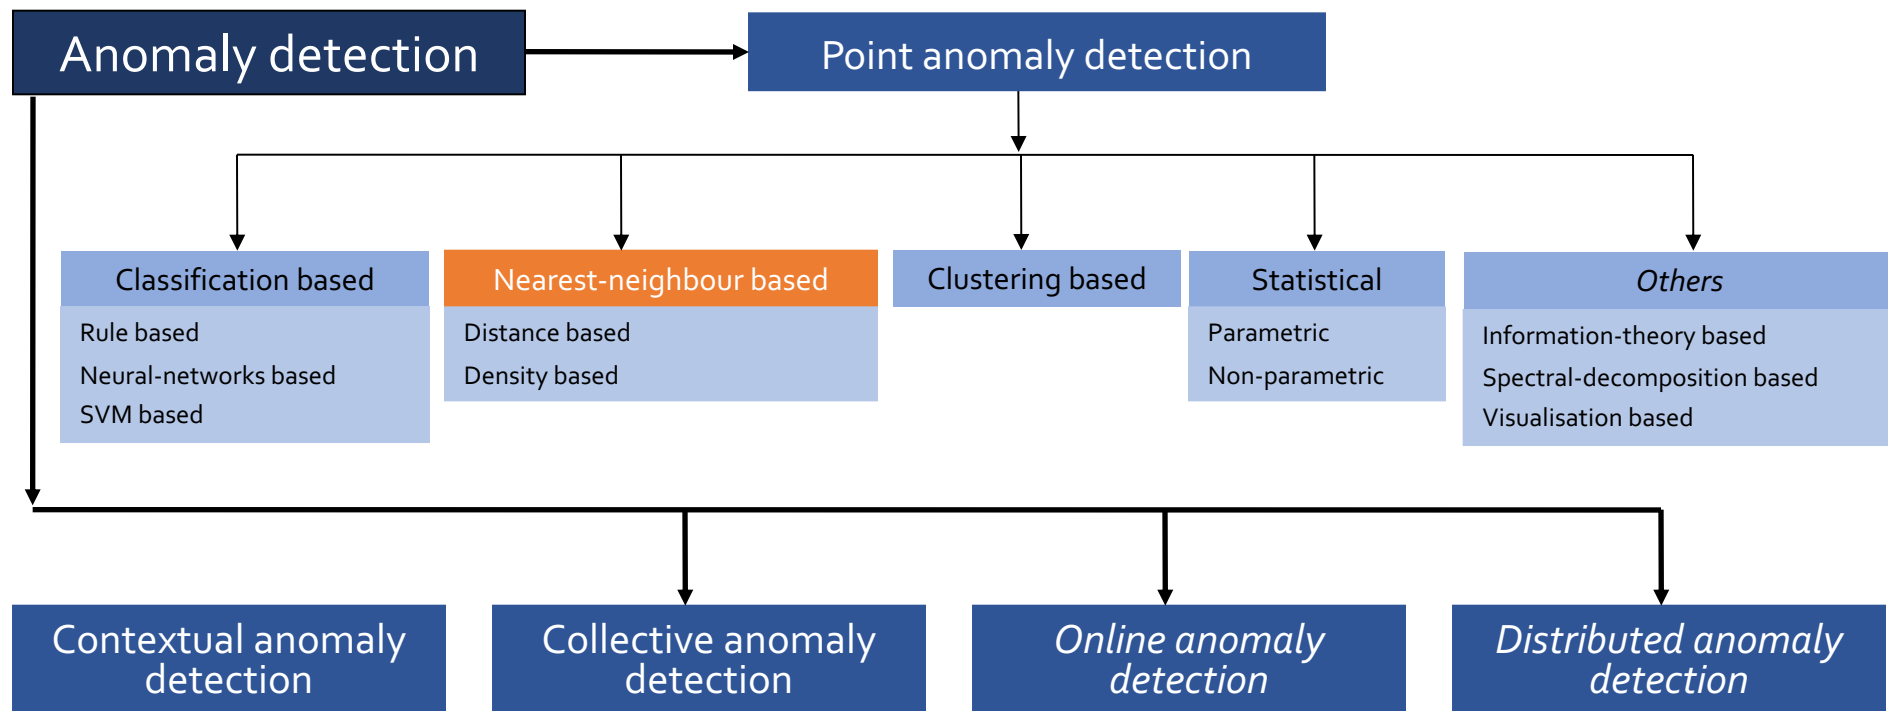 Anomaly detection
Point anomaly detection
Classification based
Rule based
Neural-networks based
SVM based
Nearest-neighbour based
Distance based
Density based
Clustering based
Statistical
Parametric
Non-parametric
Others
Information-theory based
Spectral-decomposition based
Visualisation based
Contextual anomaly
detection
Collective anomaly
detection
Online anomaly
detection
Distributed anomaly
detection